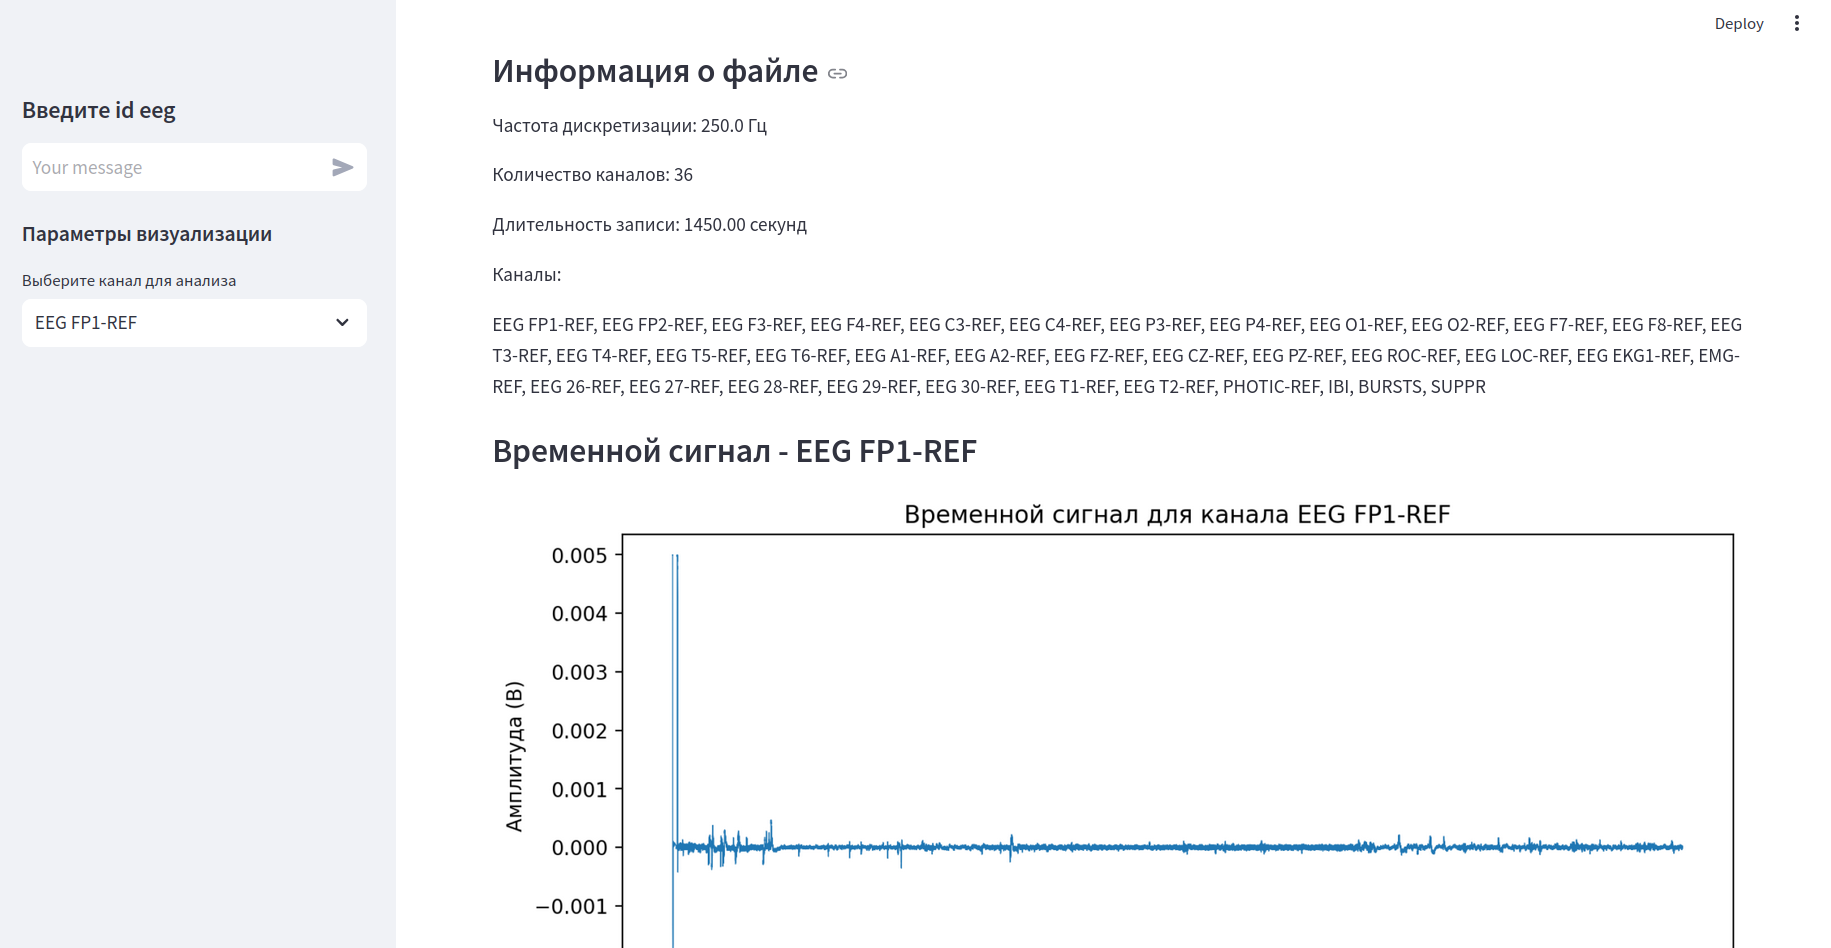 Deploy
Введите id eeg
Your message
Параметры визуализации
Выберите канал для анализа
EEG FP1-REF
Информация о файле
Частота дискретизации: 250.0 Гц
Количество каналов: 36
Длительность записи: 1450.00 секунд
Каналы:
EEG FP1-REF, EEG FP2-REF, EEG F3-REF, EEG F4-REF, EEG C3-REF, EEG C4-REF, EEG P3-REF, EEG P4-REF, EEG O1-REF, EEG O2-REF, EEG F7-REF, EEG F8-REF, EEG
T3-REF, EEG T4-REF, EEG T5-REF, EEG T6-REF, EEG A1-REF, EEG A2-REF, EEG FZ-REF, EEG CZ-REF, EEG PZ-REF, EEG ROC-REF, EEG LOC-REF, EEG EKG1-REF, EMG-
REF, EEG 26-REF, EEG 27-REF, EEG 28-REF, EEG 29-REF, EEG 30-REF, EEG T1-REF, EEG T2-REF, PHOTIC-REF, IBI, BURSTS, SUPPR
Временной сигнал - EEG FP1-REF
Временной сигнал для канала EEG FP1-REF
Амплитуда (В)
0.005
0.004
0.003
0.002
0.001
0.000
−0.001